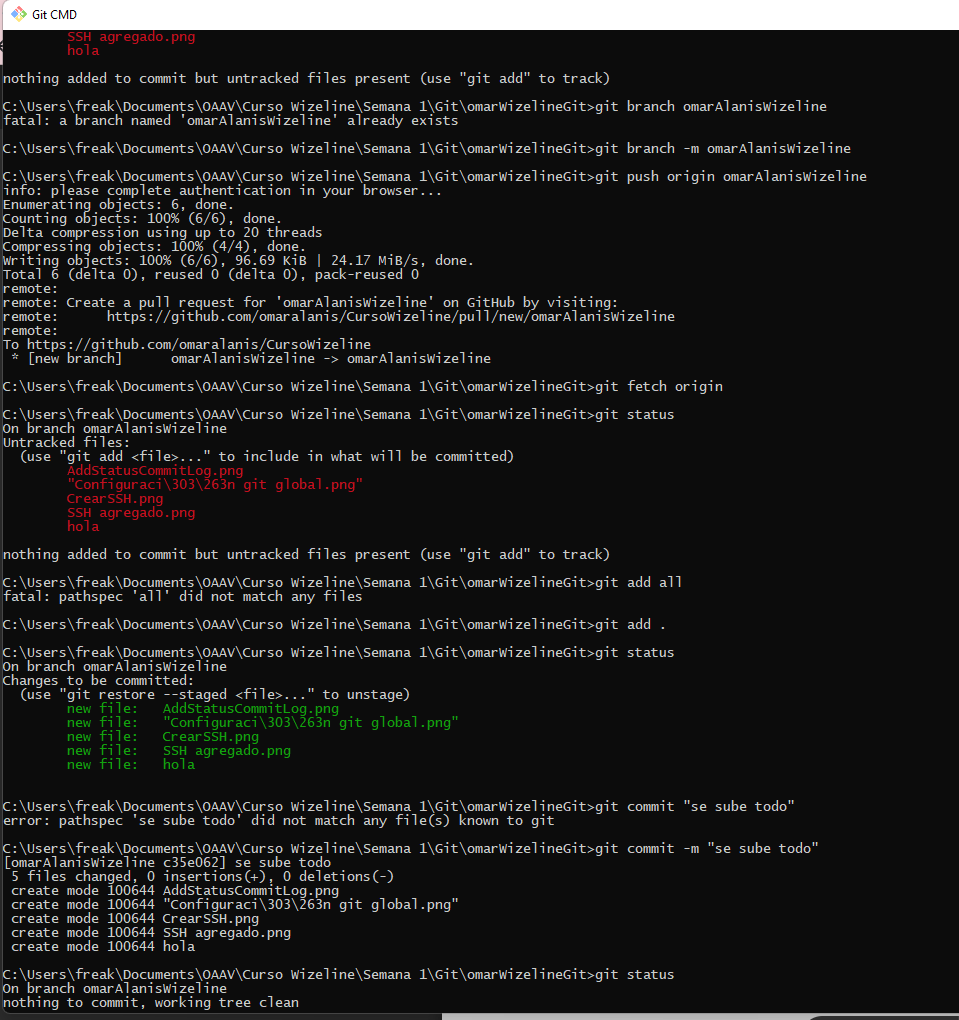 Git CMD
SSH agregado.png
hola
nothing added to commit but untracked files present (use "git add" to track)
C:\Users\freak\Documents\OAAV\Curso Wizeline\Semana 1\Git\omarWizelineGit>git branch omarAlanisWizeline
fatal: a branch named 'omarAlanisWizeline' already exists
C:\Users\freak\Documents\OAAV\Curso Wizeline\Semana 1\Git\omarWizelineGit>git branch -m omarAlanisWizeline
C:\Users\freak\Documents\OAAV\Curso Wizeline\Semana 1\Git\omarWizelineGit>git push origin omarAlanisWizeline
info: please complete authentication in your browser...
Enumerating objects: 6, done.
Counting objects: 100% (6/6), done.
Delta compression using up to 20 threads
Compressing objects: 100% (4/4), done.
Writing objects: 100% (6/6), 96.69 KiB | 24.17 MiB/s, done.
Total 6 (delta 0), reused 0 (delta 0), pack-reused 0
remote:
remote: Create a pull request for 'omarAlanisWizeline' on GitHub by visiting:
remote:      https://github.com/omaralanis/CursoWizeline/pull/new/omarAlanisWizeline
remote:
To https://github.com/omaralanis/CursoWizeline
 * [new branch]      omarAlanisWizeline -> omarAlanisWizeline
C:\Users\freak\Documents\OAAV\Curso Wizeline\Semana 1\Git\omarWizelineGit>git fetch origin
C:\Users\freak\Documents\OAAV\Curso Wizeline\Semana 1\Git\omarWizelineGit>git status
On branch omarAlanisWizeline
Untracked files:
  (use "git add <file>..." to include in what will be committed)
AddStatusCommitLog.png
"Configuraci\303\263n git global.png"
CrearSSH.png
SSH agregado.png
hola
nothing added to commit but untracked files present (use "git add" to track)
C:\Users\freak\Documents\OAAV\Curso Wizeline\Semana 1\Git\omarWizelineGit>git add all
fatal: pathspec 'all' did not match any files
C:\Users\freak\Documents\OAAV\Curso Wizeline\Semana 1\Git\omarWizelineGit>git add .
C:\Users\freak\Documents\OAAV\Curso Wizeline\Semana 1\Git\omarWizelineGit>git status
On branch omarAlanisWizeline
Changes to be committed:
  (use "git restore --staged <file>..." to unstage)
new file:   AddStatusCommitLog.png
new file:   "Configuraci\303\263n git global.png"
new file:   CrearSSH.png
new file:   SSH agregado.png
new file:   hola
C:\Users\freak\Documents\OAAV\Curso Wizeline\Semana 1\Git\omarWizelineGit>git commit "se sube todo"
error: pathspec 'se sube todo' did not match any file(s) known to git
C:\Users\freak\Documents\OAAV\Curso Wizeline\Semana 1\Git\omarWizelineGit>git commit -m "se sube todo"
[omarAlanisWizeline c35e062] se sube todo
 5 files changed, 0 insertions(+), 0 deletions(-)
 create mode 100644 AddStatusCommitLog.png
 create mode 100644 "Configuraci\303\263n git global.png"
 create mode 100644 CrearSSH.png
 create mode 100644 SSH agregado.png
 create mode 100644 hola
C:\Users\freak\Documents\OAAV\Curso Wizeline\Semana 1\Git\omarWizelineGit>git status
On branch omarAlanisWizeline
nothing to commit, working tree clean